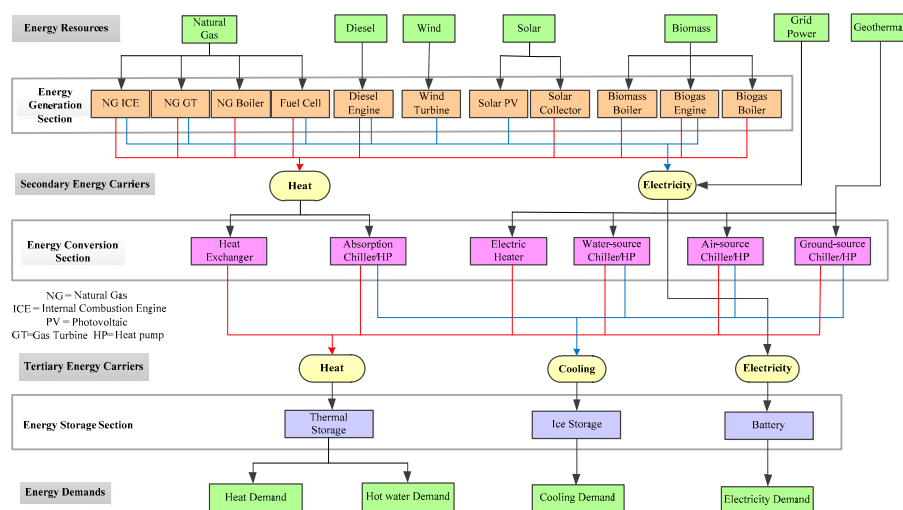 Energy Resources
Natural
Gas
Diesel
Wind
Solar
Biomass
Grid
Power
Geotherma
Energy
Generation
Section
NG ICE
NG GT
NG Boiler
Fuel Cell
Diesel
Engine
Wind
Turbine
Solar PV
Solar
Collector
Biomass
Boiler
Biogas
Engine
Biogas
Boiler
Secondary Energy Carriers
Heat
Electricity
Energy Conversion
Section
Heat
Exchanger
Absorption
Chiller/HP
Electric
Heater
Water-source
Chiller/HP
Air-source
Chiller/HP
Ground-source
Chiller/HP
NG = Natural Gas
ICE = Internal Combustion Engine
PV = Photovoltaic
GT=Gas Turbine HP=Heat pump
Tertiary Energy Carriers
Heat
Cooling
Electricity
Energy Storage Section
Thermal
Storage
Ice Storage
Battery
Energy Demands
Heat Demand
Hot water Demand
Cooling Demand
Electricity Demand